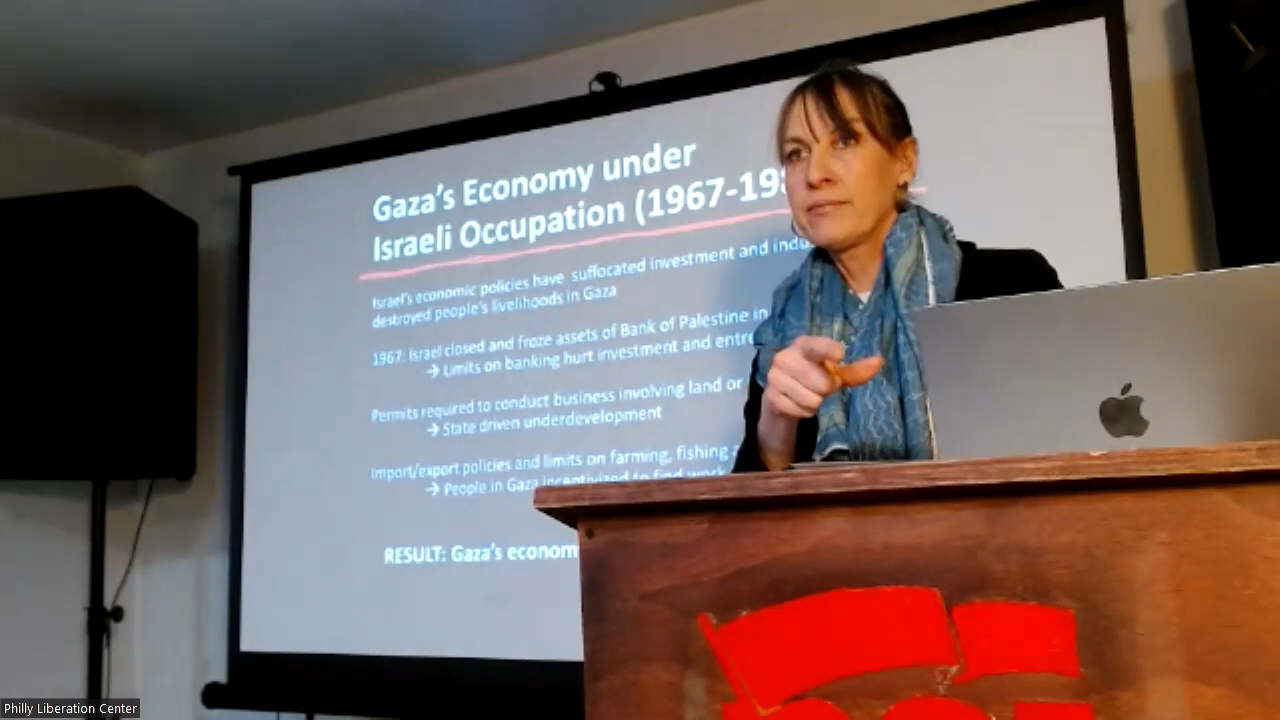 Gaza's Economy under
Israeli Occupation (1967-198
Israel's economic policies have suffocated investment and indu
destroyed people's livelihoods in Gaza
1967: Israel closed and froze assets of Bank of Palestine in
→ Limits on banking hurt investment and entre
Permits required to conduct business involving land or
→ State driven underdevelopment
Import/export policies and limits on farming, fishing
→ People in Gaza incentivized to find work
RESULT: Gaza's econom
Philly Liberation Center